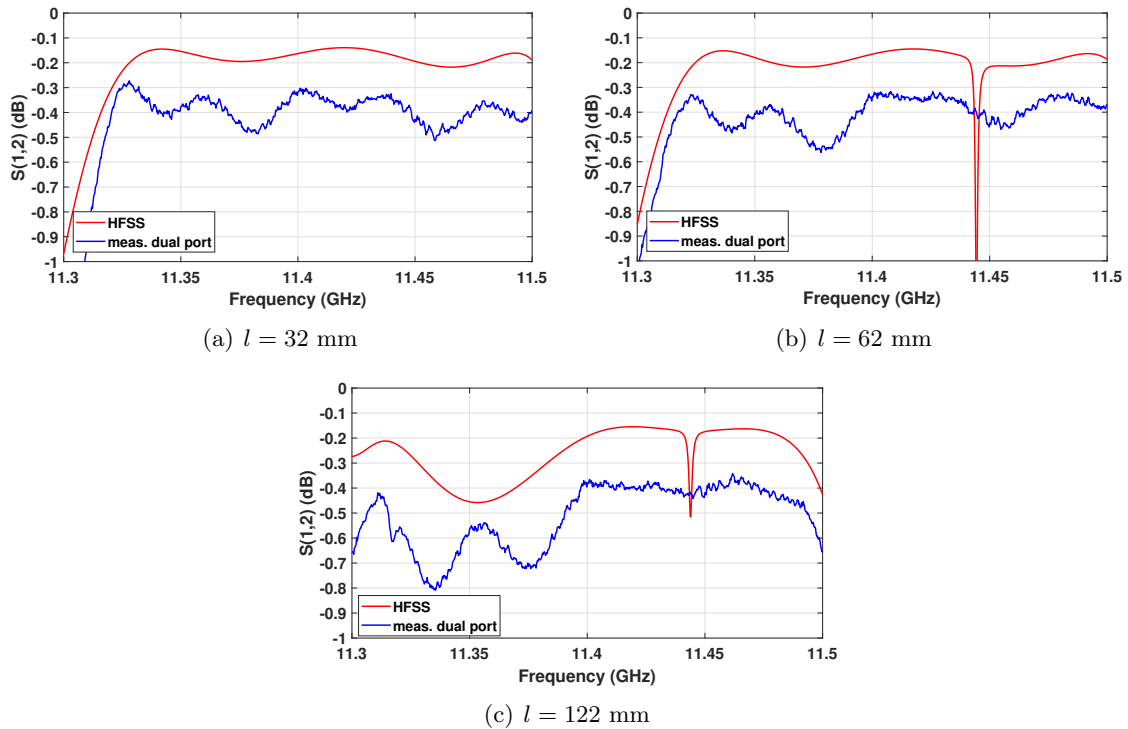 0
-0.1
-0.2
-0.3
-0.4
-0.5
-0.6
-0.7
-0.8
-0.9
-1
S(1,2) (dB)
HFSS
meas. dual port
11.3 11.35 11.4 11.45 11.5
Frequency (GHz)
(a) l = 32 mm
0
-0.1
-0.2
-0.3
-0.4
-0.5
-0.6
-0.7
-0.8
-0.9
-1
S(1,2) (dB)
HFSS
meas. dual port
11.3 11.35 11.4 11.45 11.5
Frequency (GHz)
(b) l = 62 mm
0
-0.1
-0.2
-0.3
-0.4
-0.5
-0.6
-0.7
-0.8
-0.9
-1
S(1,2) (dB)
HFSS
meas. dual port
11.3 11.35 11.4 11.45 11.5
Frequency (GHz)
(c) l = 122 mm